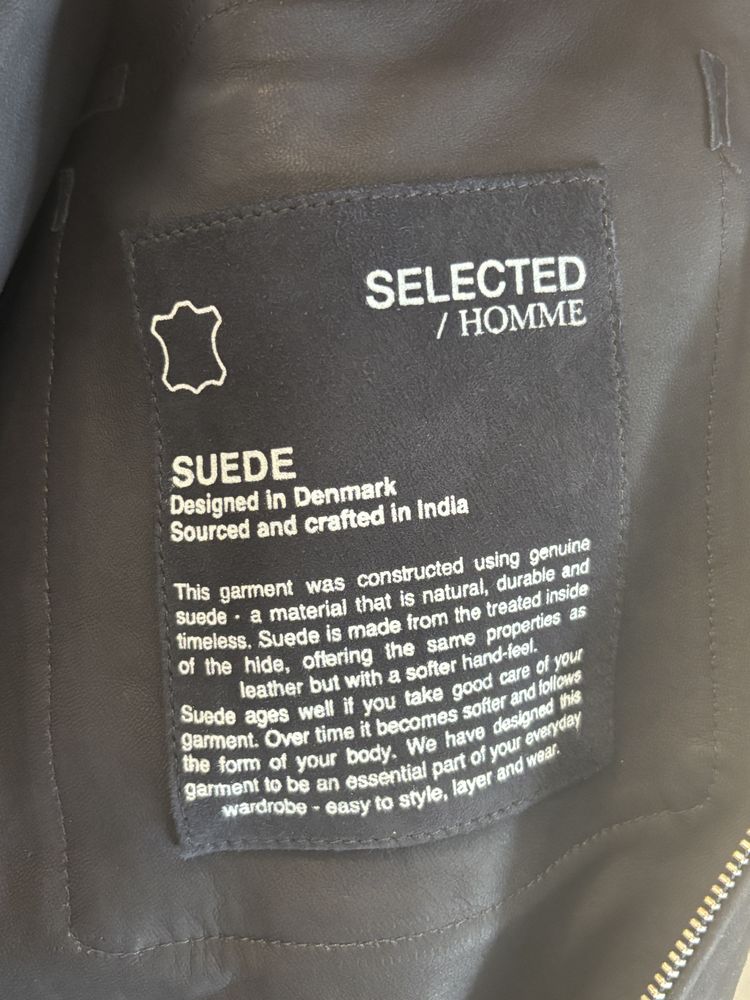 SELECTED
/ HOMME
SUEDE
Designed in Denmark
Sourced and crafted in India
This garment was constructed using genuine
suede - a material that is natural, durable and
timeless. Suede is made from the treated inside
of the hide, offering the same properties as
leather but with a softer hand-feel.
Suede ages well if you take good care of your
garment. Over time it becomes softer and follows
the form of your body. We have designed this
garment to be an essential part of your everyday
wardrobe - easy to style, layer and wear.